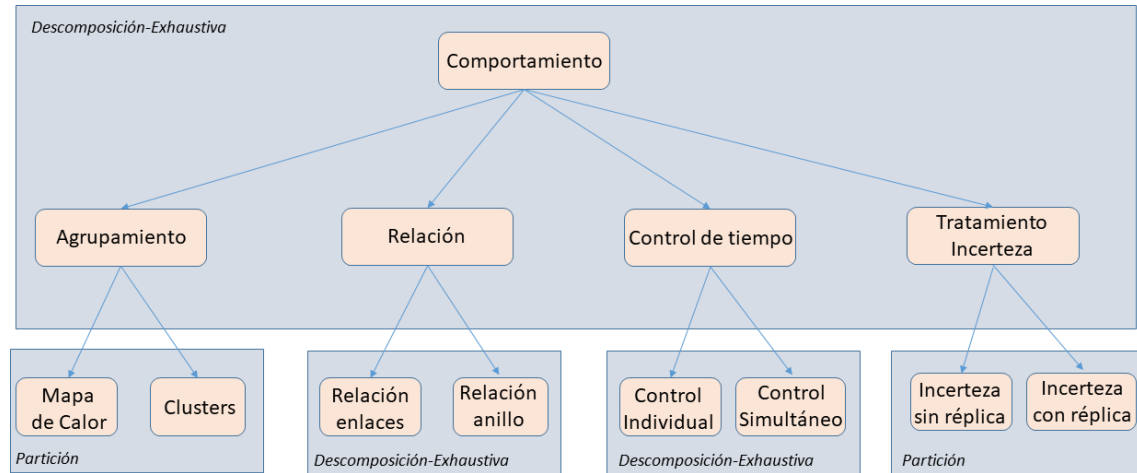 Descomposición-Exhaustiva
Comportamiento
Agrupamiento
Relación
Control de tiempo
Tratamiento
Incerteza
Mapa
de Calor
Clusters
Partición
Relación
enlaces
Relación
anillo
Descomposición-Exhaustiva
Control
Individual
Control
Simultáneo
Descomposición-Exhaustiva
Incerteza
sin réplica
Incerteza
con réplica
Partición